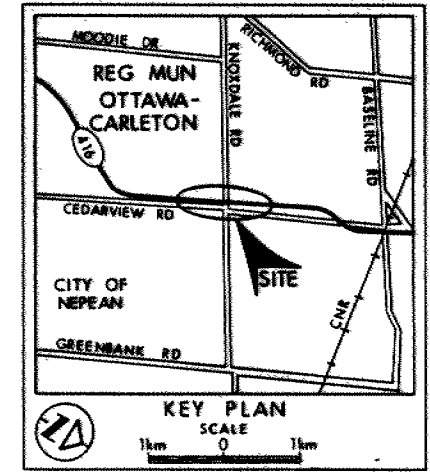 MOODIE DR
RICHMOND
RD
KNOXDALE RD
BASELINE RD
REG MUN
OTTAWA-
CARLETON
416
CEDARVIEW RD
SITE
CITY OF
NEPEAN
CNR
GREENBANK RD
KEY PLAN
SCALE
1km 0 1km
N